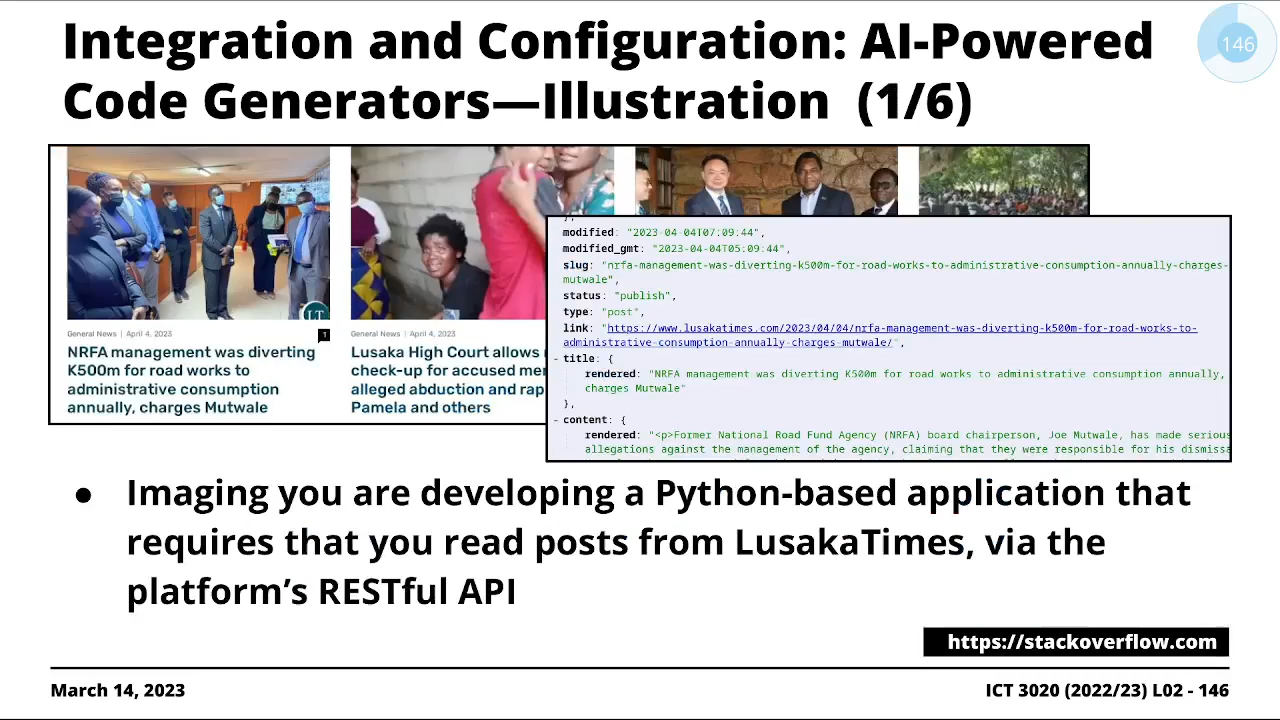 Integration and Configuration: AI-Powered
Code Generators—Illustration (1/6)
146
LT
General News | April 4, 2023
1
NRFA management was diverting
K500m for road works to
administrative consumption
annually, charges Mutwale
General News | April 4, 2023
Lusaka High Court allows
check-up for accused
alleged abduction and
Pamela and others
},
modified: "2023-04-04T07:09:44",
modified_gmt: "2023-04-04T05:09:44",
slug: "nrfa-management-was-diverting-k500m-for-road-works-to-administrative-consumption-annually-charges-
mutwale",
status: "publish",
type: "post",
link: "https://www.lusakatimes.com/2023/04/04/nrfa-management-was-diverting-k500m-for-road-works-to-
administrative-consumption-annually-charges-mutwale/",
- title: {
rendered: "NRFA management was diverting K500m for road works to administrative consumption annually,
charges Mutwale"
},
- content: {
rendered: "<p>Former National Road Fund Agency (NRFA) board chairperson, Joe Mutwale, has made serious
allegations against the management of the agency, claiming that they were responsible for his
● Imaging you are developing a Python-based application that
requires that you read posts from LusakaTimes, via the
platform’s RESTful API
https://stackoverflow.com
March 14, 2023
ICT 3020 (2022/23) L02 - 146